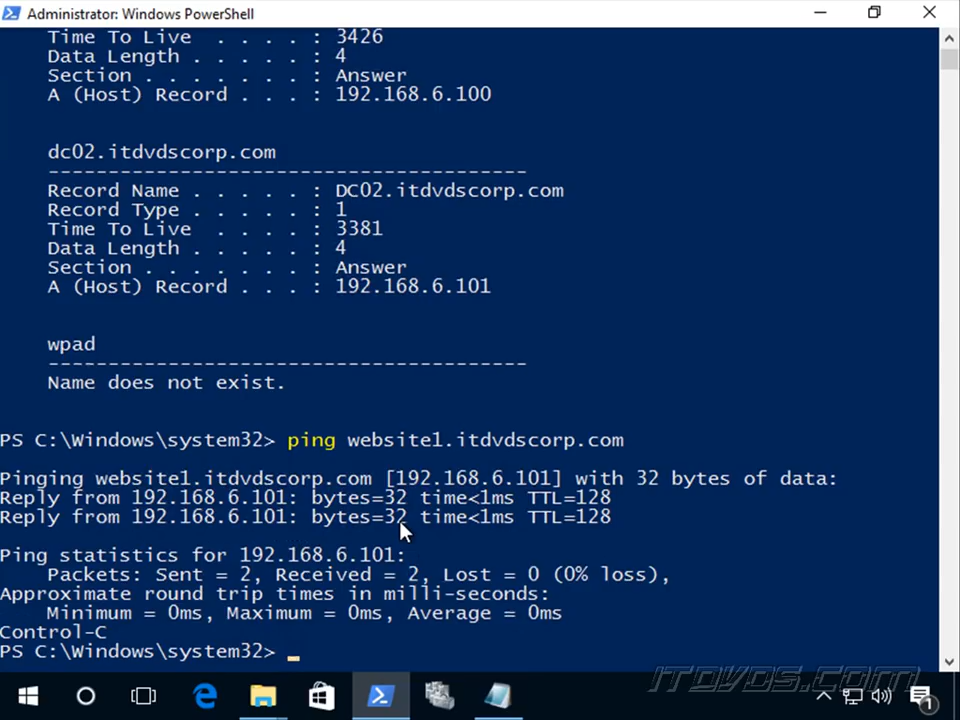 Administrator: Windows PowerShell
Time To Live  . . . . : 3426
Data Length . . . . . : 4
Section . . . . . . . : Answer
A (Host) Record . . . : 192.168.6.100
dc02.itdvdscorp.com
----------------------------------------
Record Name . . . . . : DC02.itdvdscorp.com
Record Type . . . . . : 1
Time To Live  . . . . : 3381
Data Length . . . . . : 4
Section . . . . . . . : Answer
A (Host) Record . . . : 192.168.6.101
wpad
----------------------------------------
Name does not exist.
PS C:\Windows\system32> ping website1.itdvdscorp.com
Pinging website1.itdvdscorp.com [192.168.6.101] with 32 bytes of data:
Reply from 192.168.6.101: bytes=32 time<1ms TTL=128
Reply from 192.168.6.101: bytes=32 time<1ms TTL=128
Ping statistics for 192.168.6.101:
Packets: Sent = 2, Received = 2, Lost = 0 (0% loss),
Approximate round trip times in milli-seconds:
Minimum = 0ms, Maximum = 0ms, Average = 0ms
Control-C
PS C:\Windows\system32> _
ITDVDS.COM
1